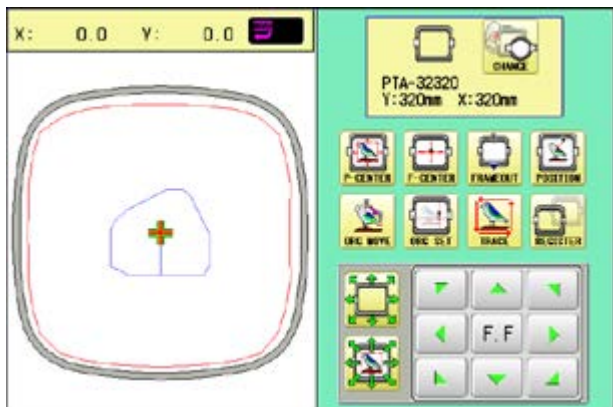 X: 0.0 Y: 0.0
CHANGE
PTA-32320
Y:320mm X:320mm
P-CENTER F-CENTER FRAMEOUT POSITION
ORG MOVE ORG SET TRACE REGISTER
F.F